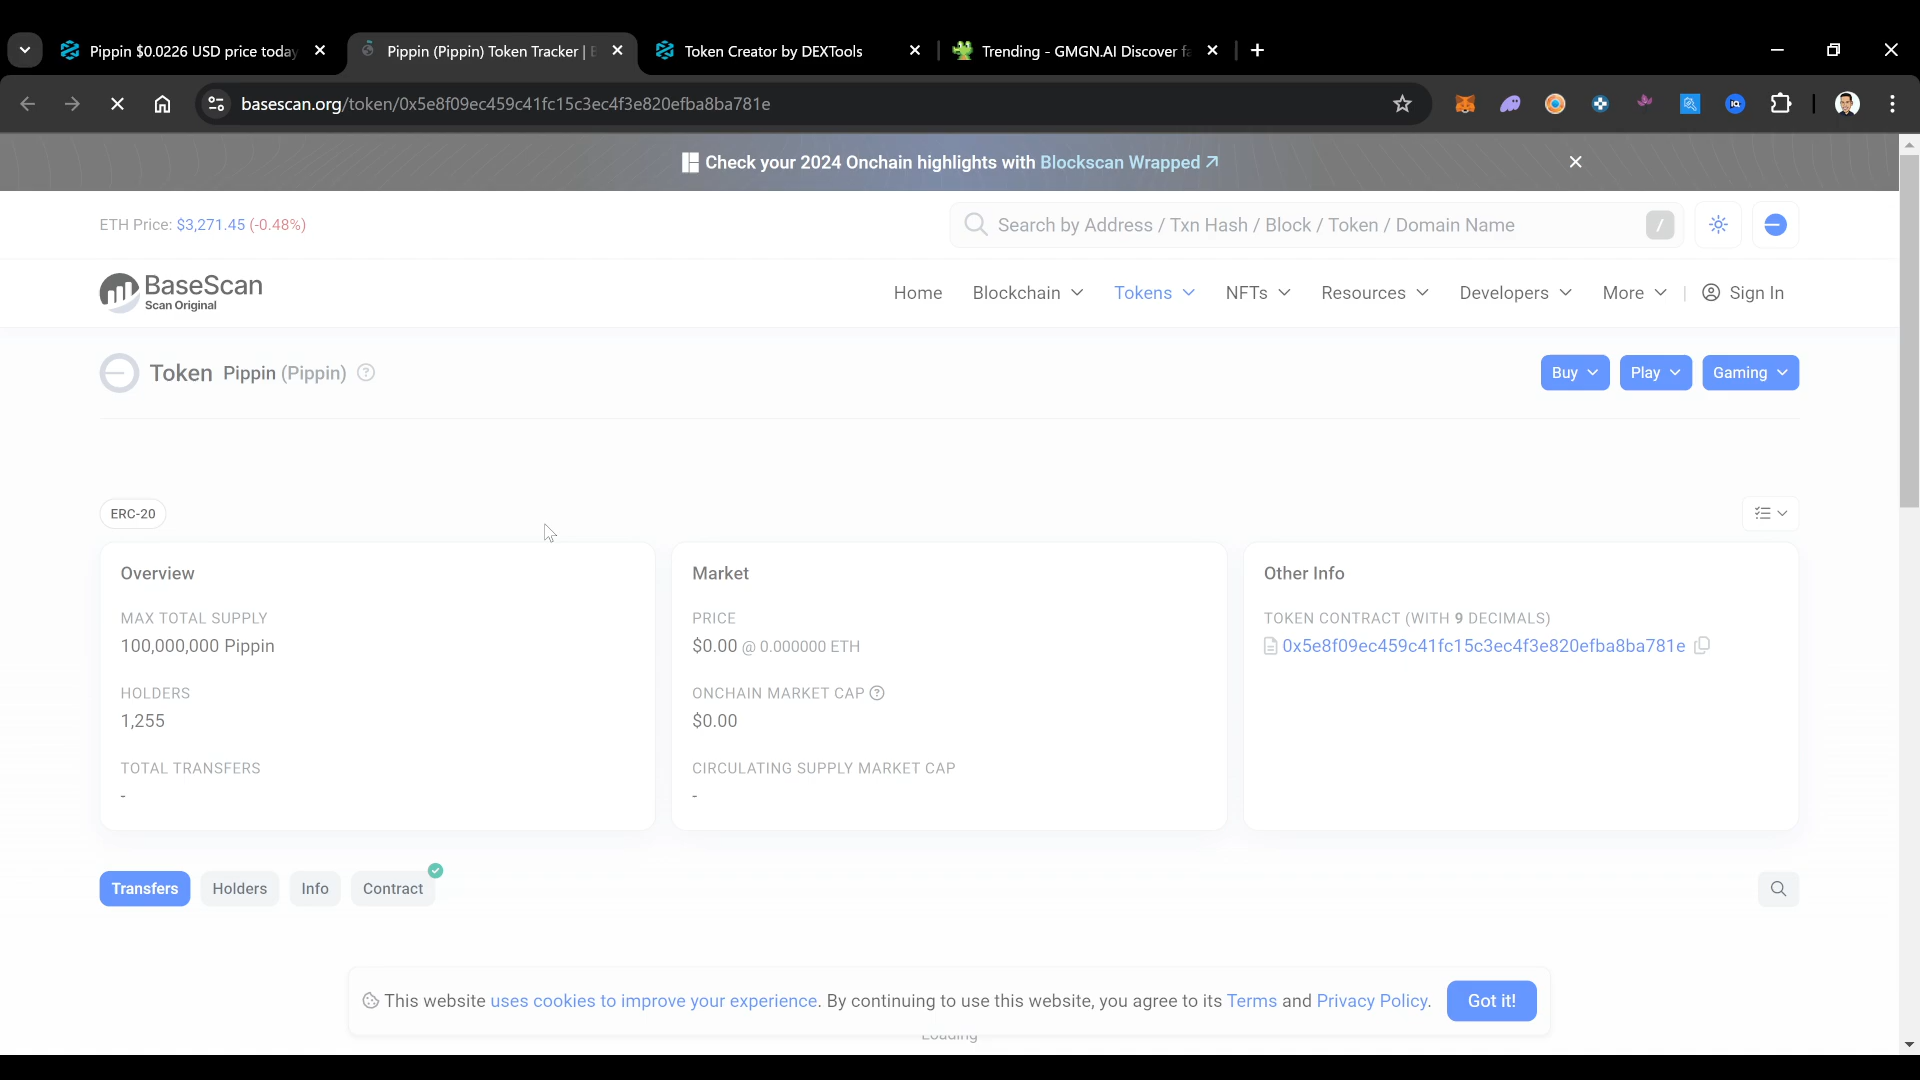 Pippin $0.0226 USD price today
Pippin (Pippin) Token Tracker |
Token Creator by DEXTools
Trending - GMGN.AI Discover fa
basescan.org/token/0x5e8f09ec459c41fc15c3ec4f3e820efba8ba781e
Check your 2024 Onchain highlights with Blockscan Wrapped
ETH Price: $3,271.45 (-0.48%)
Search by Address / Txn Hash / Block / Token / Domain Name
/
BaseScan
Scan Original
Home
Blockchain
Tokens
NFTs
Resources
Developers
More
Sign In
Token Pippin (Pippin)
Buy
Play
Gaming
ERC-20
Overview
MAX TOTAL SUPPLY
100,000,000 Pippin
HOLDERS
1,255
TOTAL TRANSFERS
-
Market
PRICE
$0.00 @ 0.000000 ETH
ONCHAIN MARKET CAP
$0.00
CIRCULATING SUPPLY MARKET CAP
-
Other Info
TOKEN CONTRACT (WITH 9 DECIMALS)
0x5e8f09ec459c41fc15c3ec4f3e820efba8ba781e
Transfers
Holders
Info
Contract
This website uses cookies to improve your experience. By continuing to use this website, you agree to its Terms and Privacy Policy.
Got it!
Loading